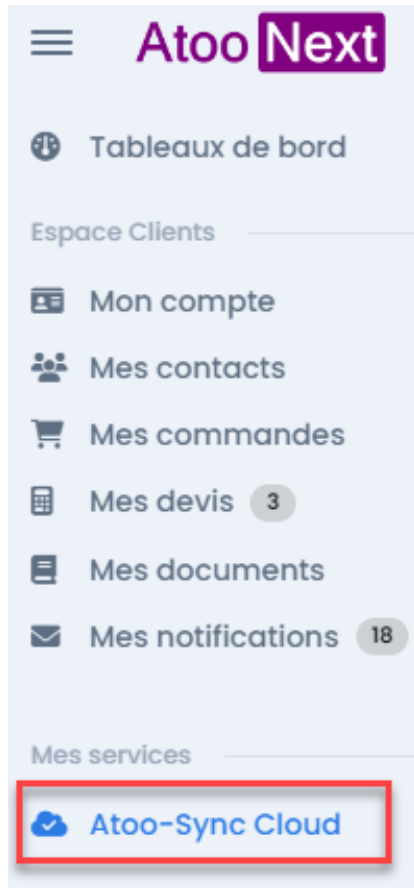 Atoo Next
Tableaux de bord
Espace Clients
Mon compte
Mes contacts
Mes commandes
Mes devis 3
Mes documents
Mes notifications 18
Mes services
Atoo-Sync Cloud